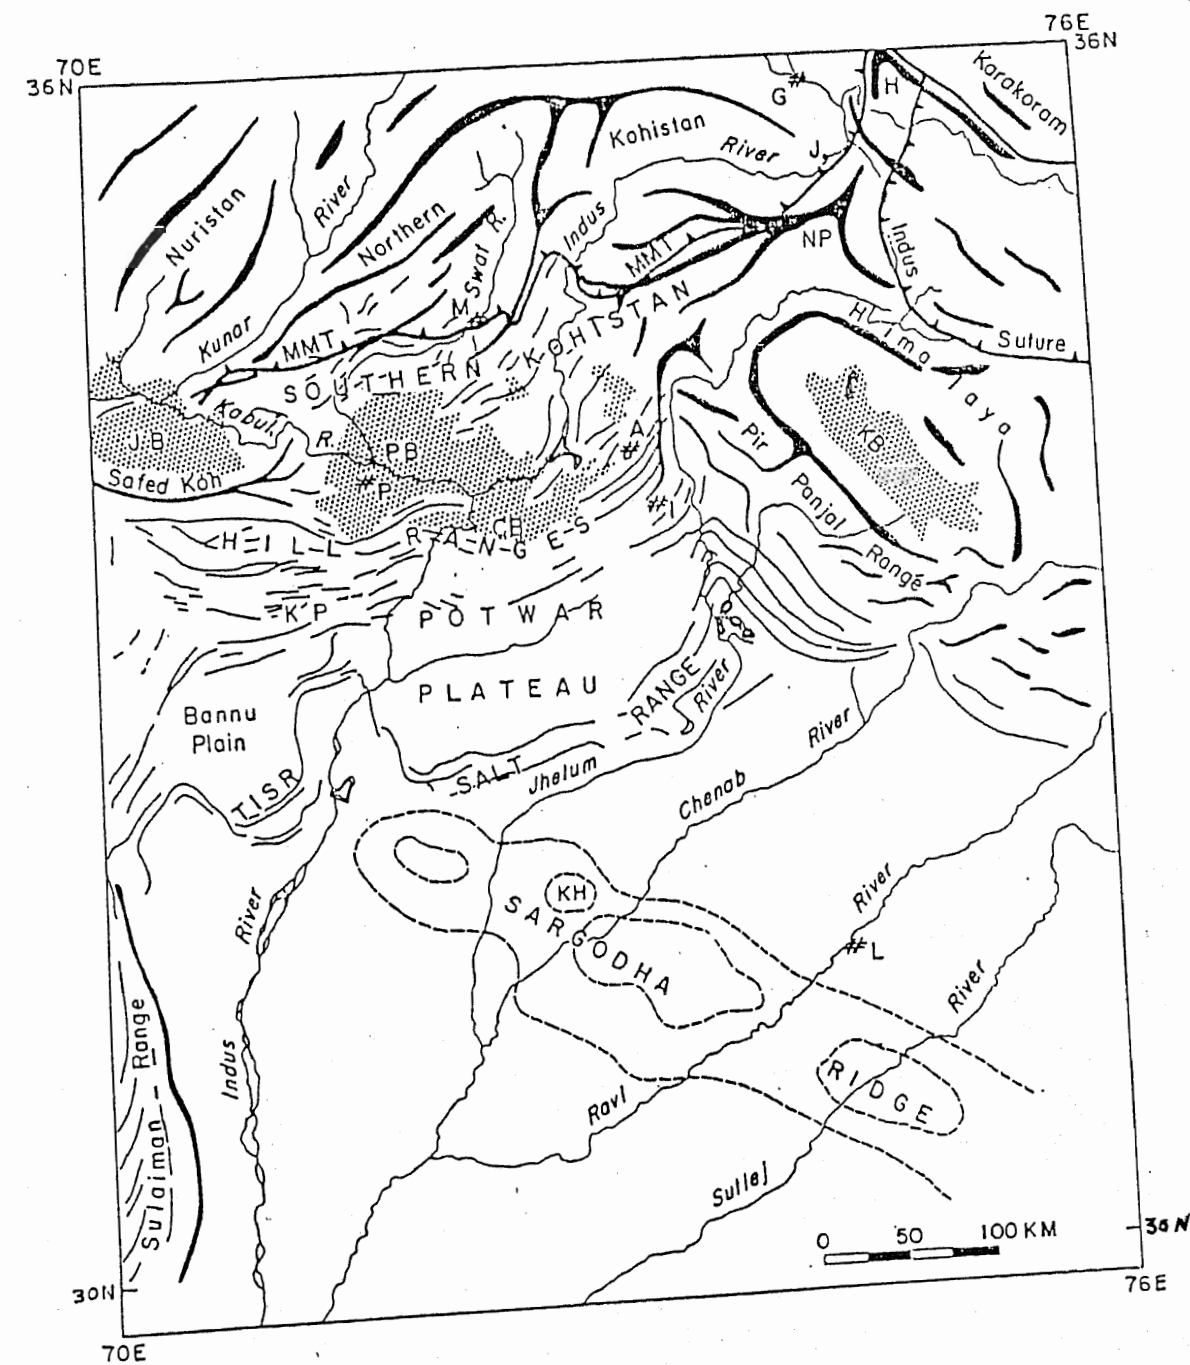 76E
36N
70E
36N
Karakoram
H
G
Kohistan
River
J.
Nuristan
River
Northern
Indus
Swat R.
MMT
NP
Indus
M
Kunar
MMT
Himalaya
Suture
SOUTHERN KOHISTAN
Kabul
R.
J B
PB
A
Pir
KB
Safed Koh
P
I
Panjal
CB
HILL RANGES
Range
K P
POTWAR
PLATEAU
Bannu
Plain
RANGE
River
River
TISR
SALT
Jhelum
Chenab
KH
SARGODHA
River
River
L
River
Range
Indus
RIDGE
Ravi
Sulaiman
Sutlej
0 50 100 KM
30N
30N
76E
70E